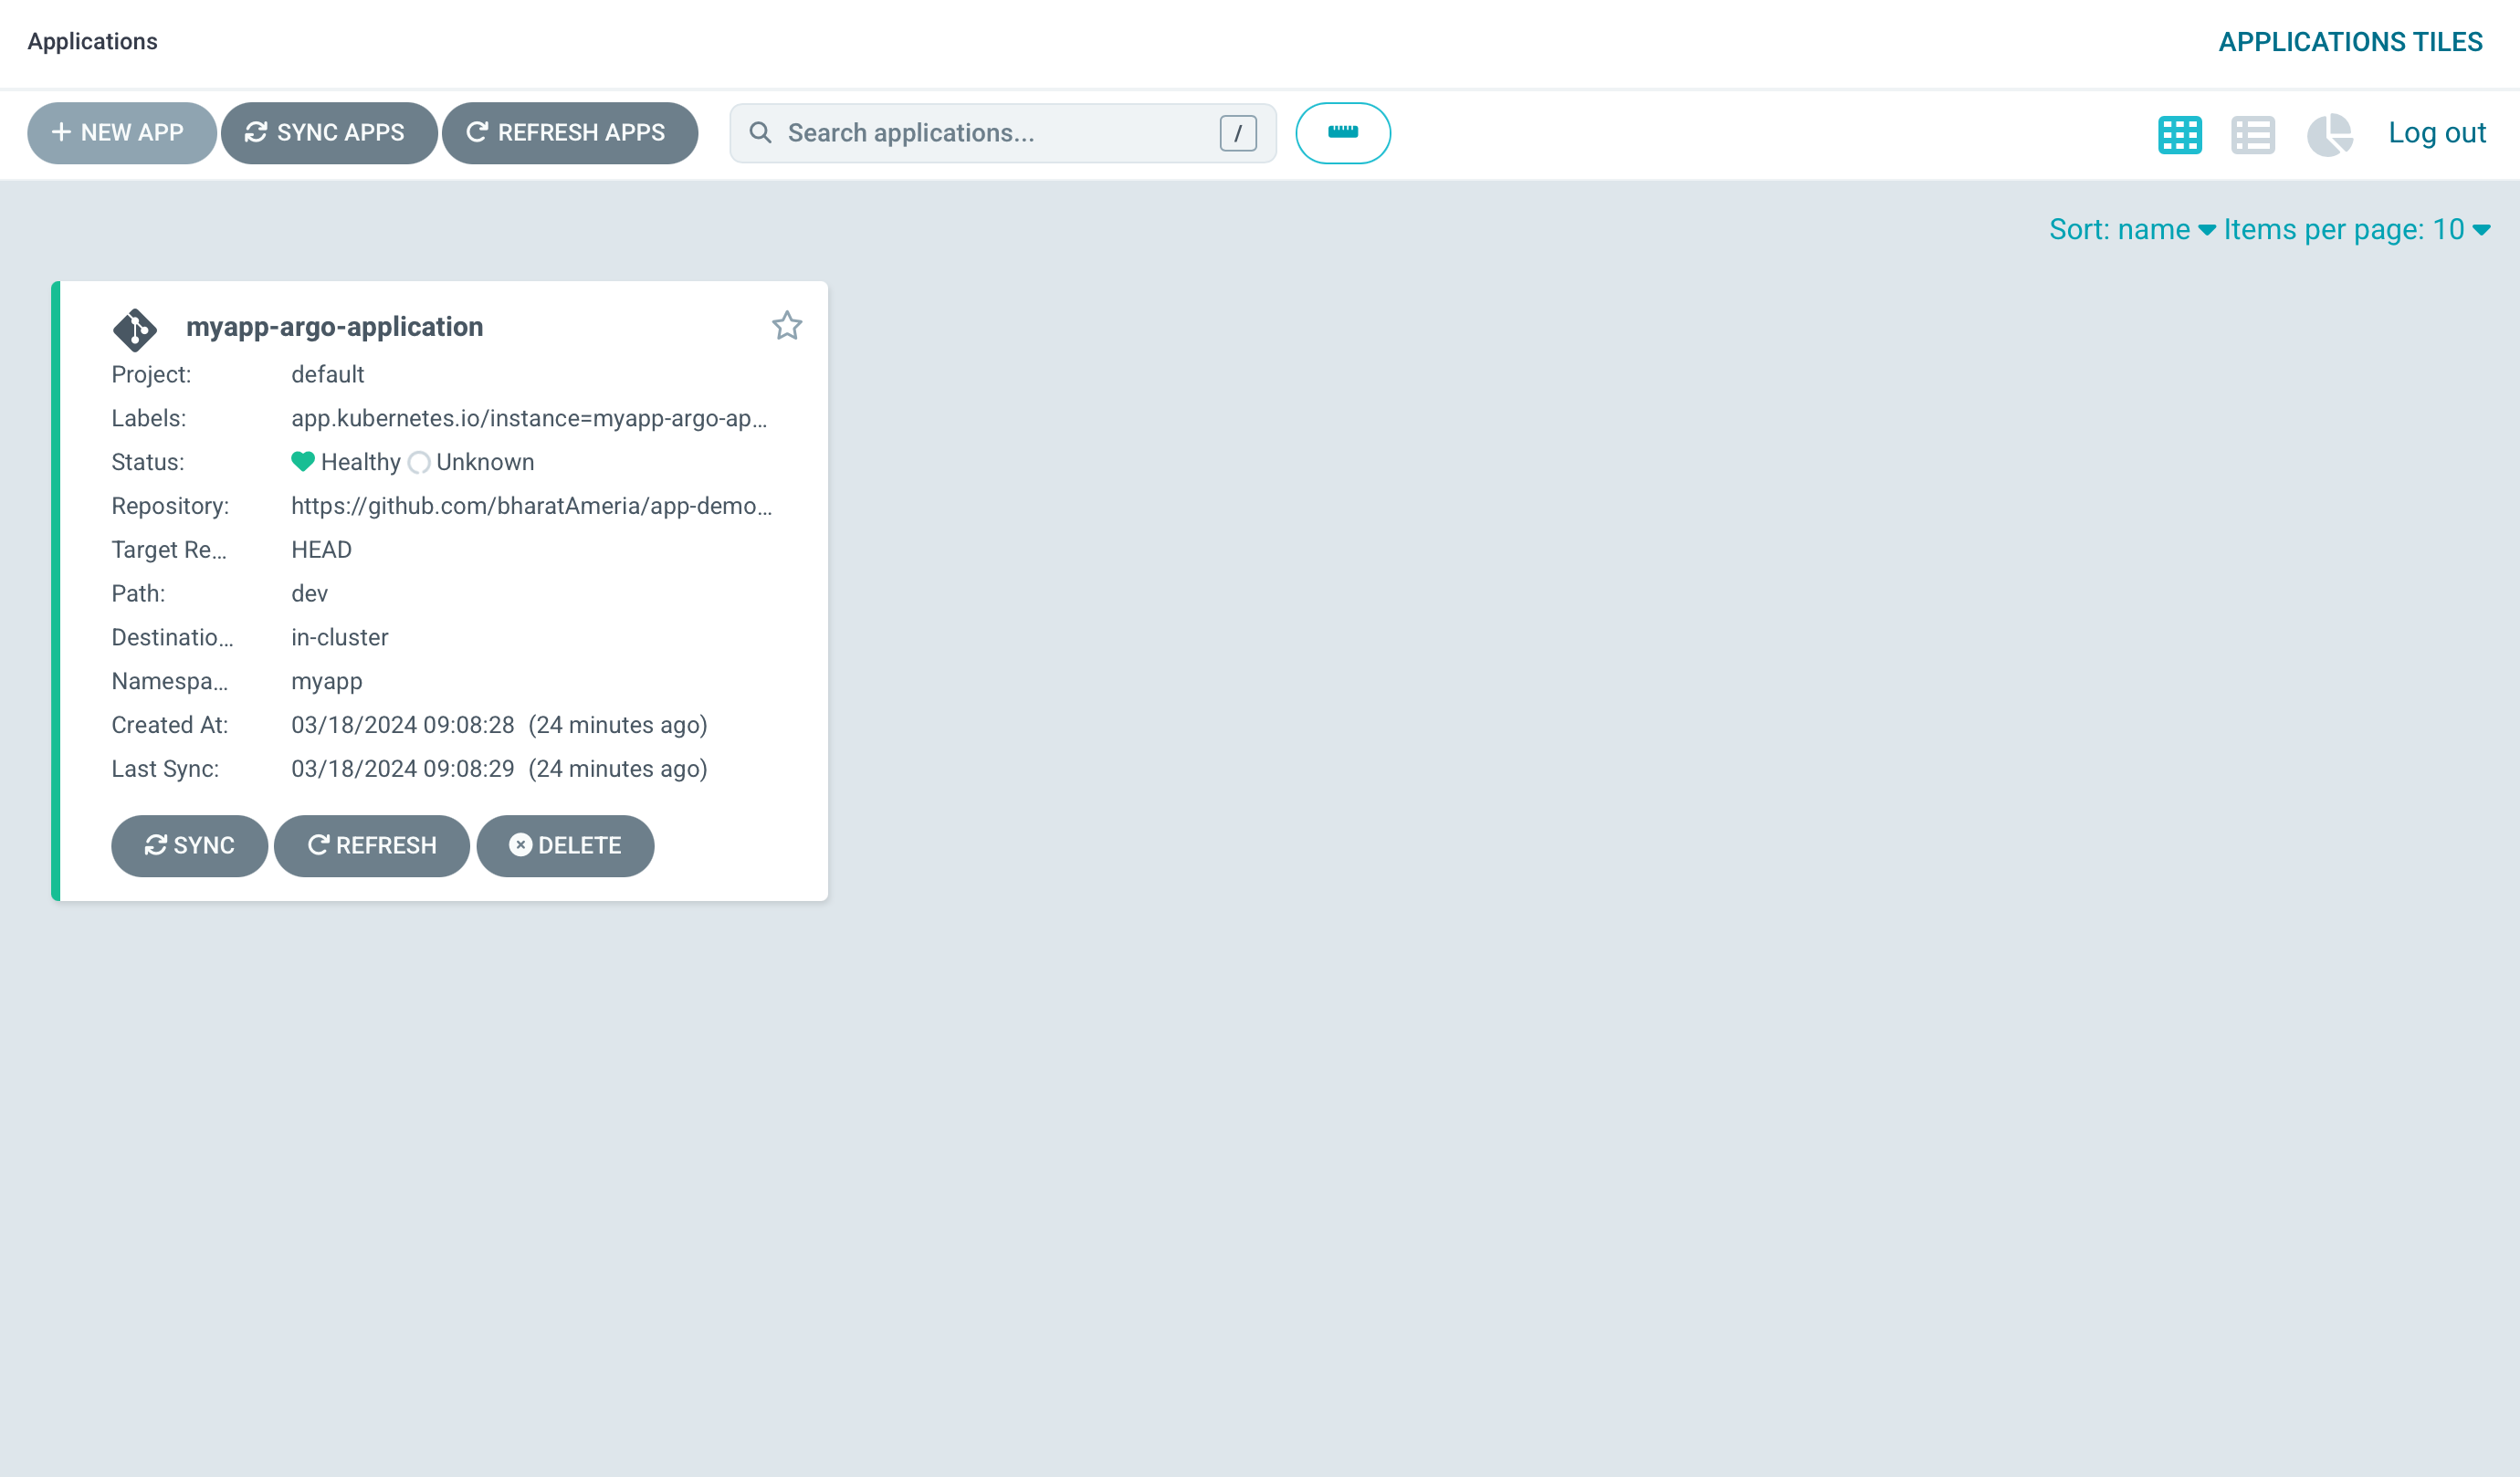 Applications
APPLICATIONS TILES
NEW APP
SYNC APPS
REFRESH APPS
Search applications...
/
Log out
Sort: name
Items per page: 10
myapp-argo-application
Project: default
Labels: app.kubernetes.io/instance=myapp-argo-ap...
Status: Healthy Unknown
Repository: https://github.com/bharatAmeria/app-demo...
Target Re... HEAD
Path: dev
Destinatio... in-cluster
Namespa... myapp
Created At: 03/18/2024 09:08:28 (24 minutes ago)
Last Sync: 03/18/2024 09:08:29 (24 minutes ago)
SYNC
REFRESH
DELETE